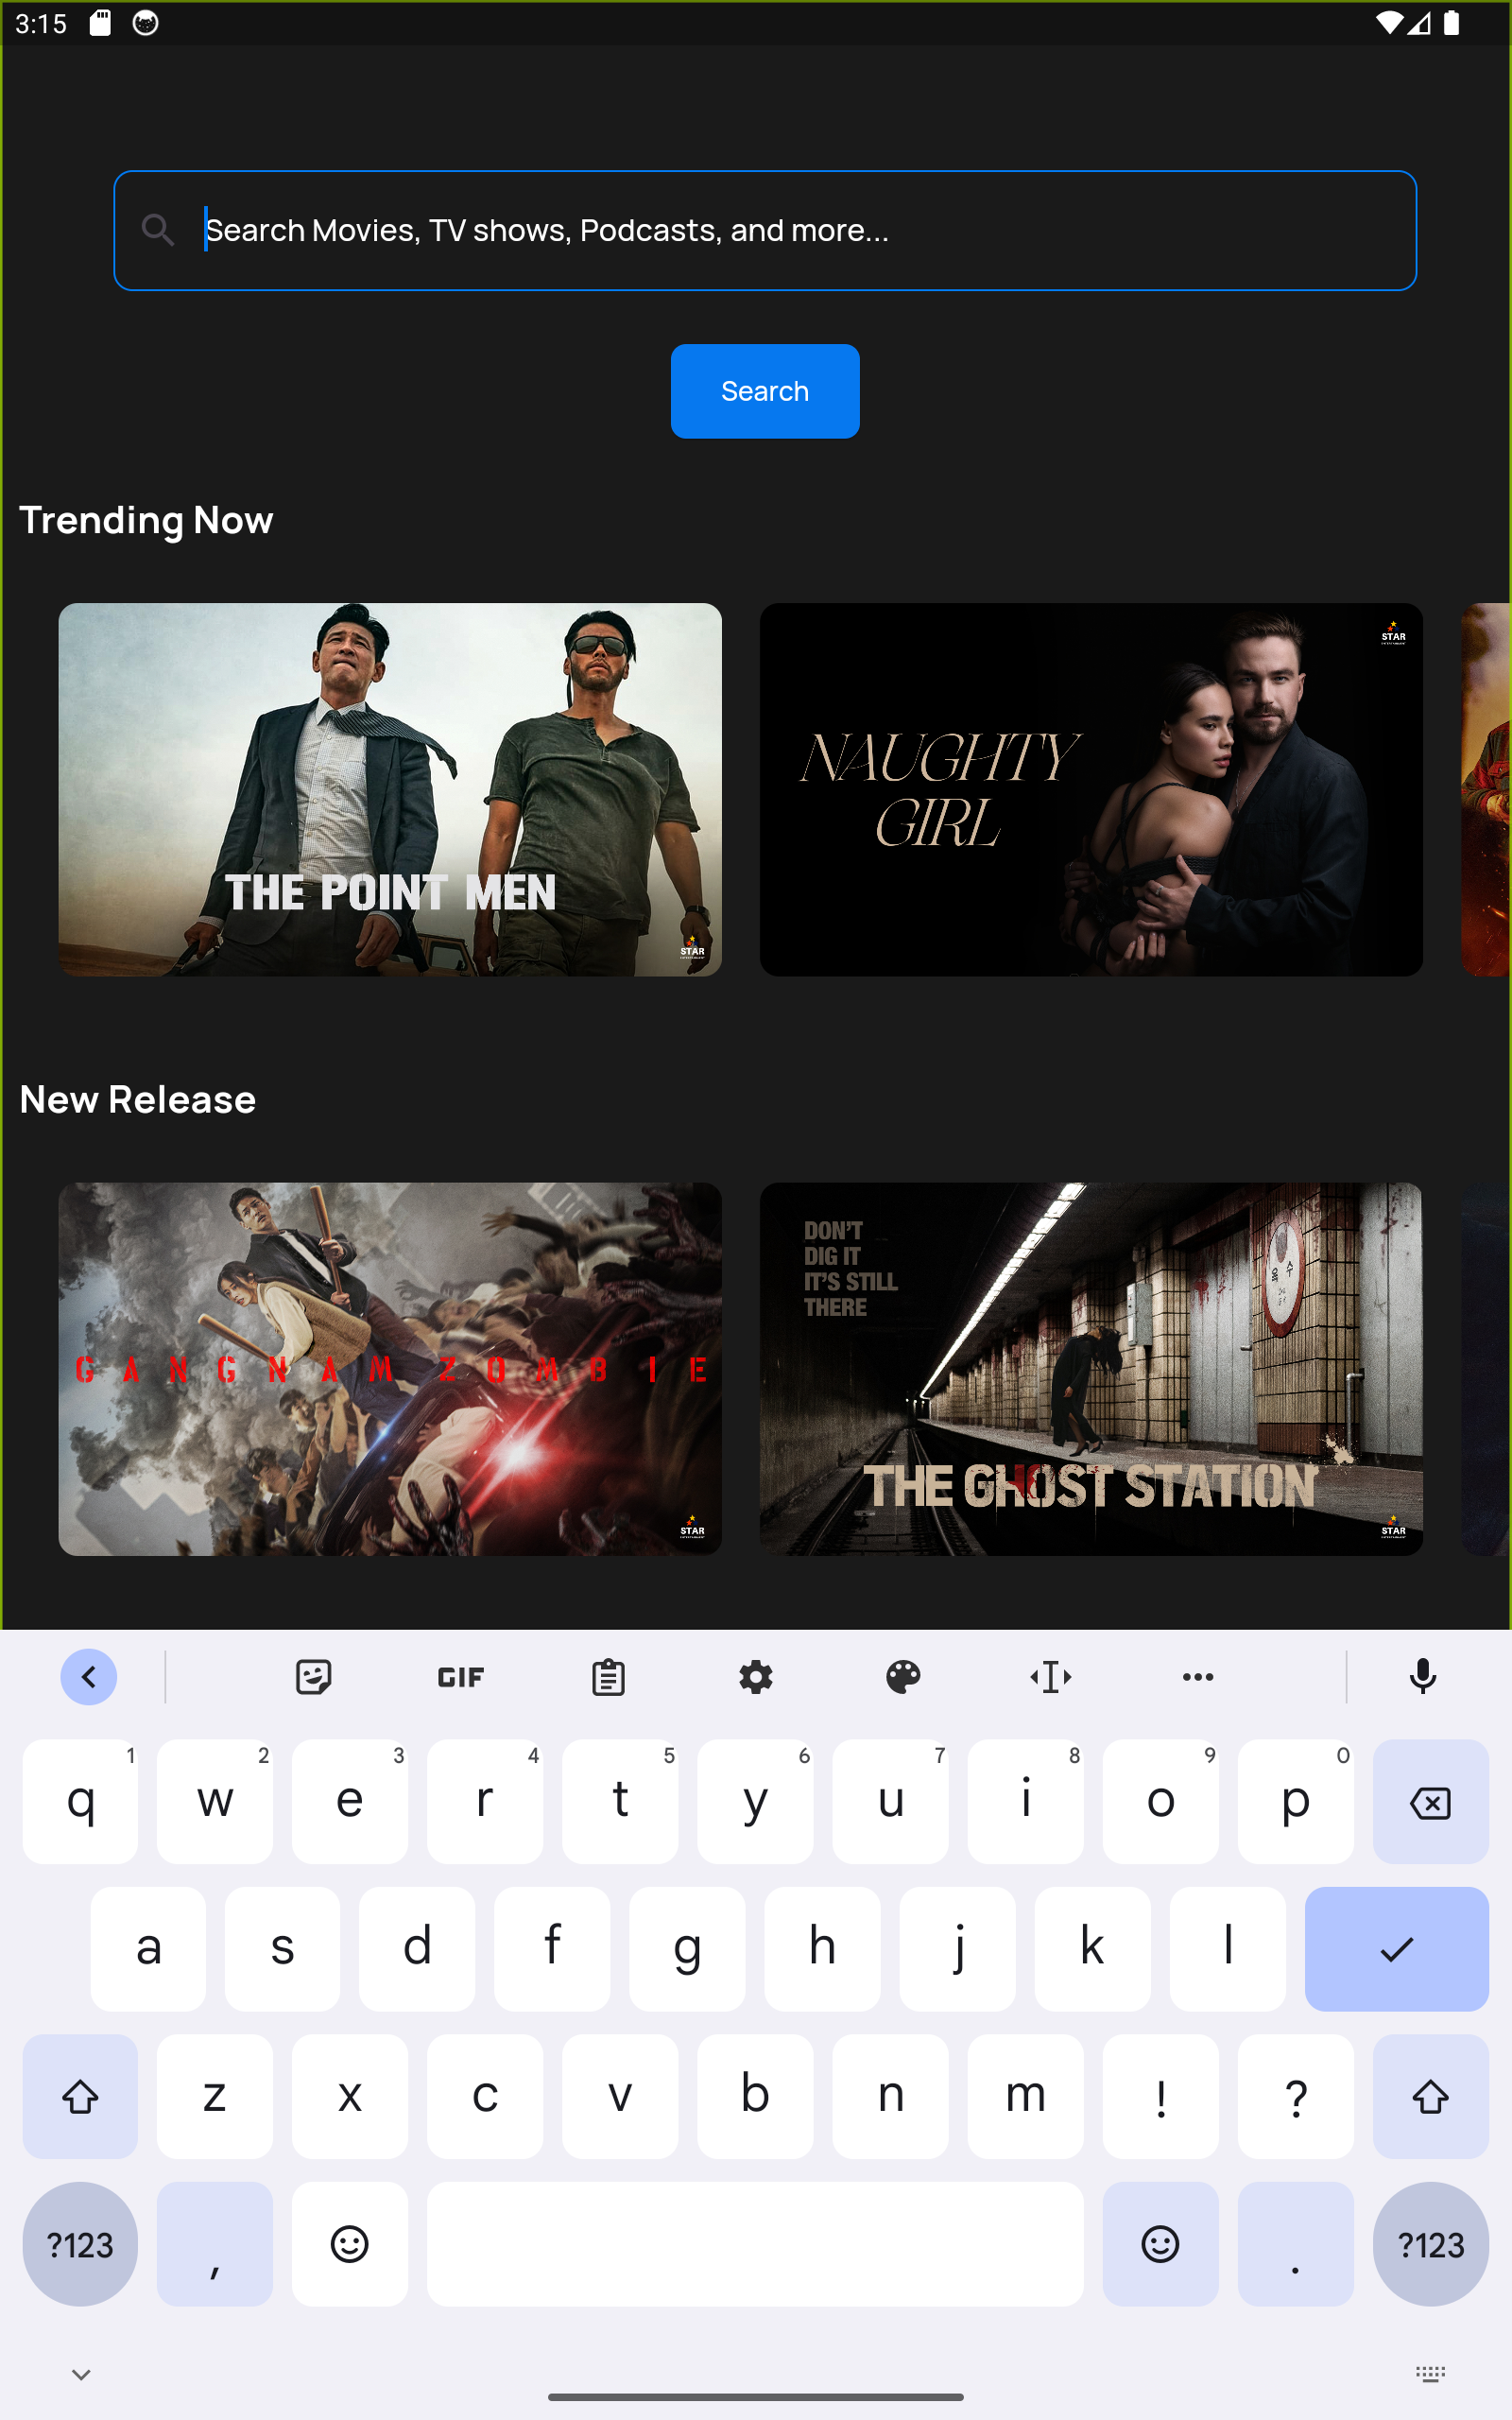 3:15
Search Movies, TV shows, Podcasts, and more...
Search
Trending Now
THE POINT MEN
STAR
NAUGHTY
GIRL
STAR
New Release
GANGNAM ZOMBIE
STAR
DON'T
DIG IT
IT'S STILL
THERE
THE GHOST STATION
STAR
GIF
q 1 w 2 e 3 r 4 t 5 y 6 u 7 i 8 o 9 p 0
a s d f g h j k l
z x c v b n m ! ?
?123 , . ?123